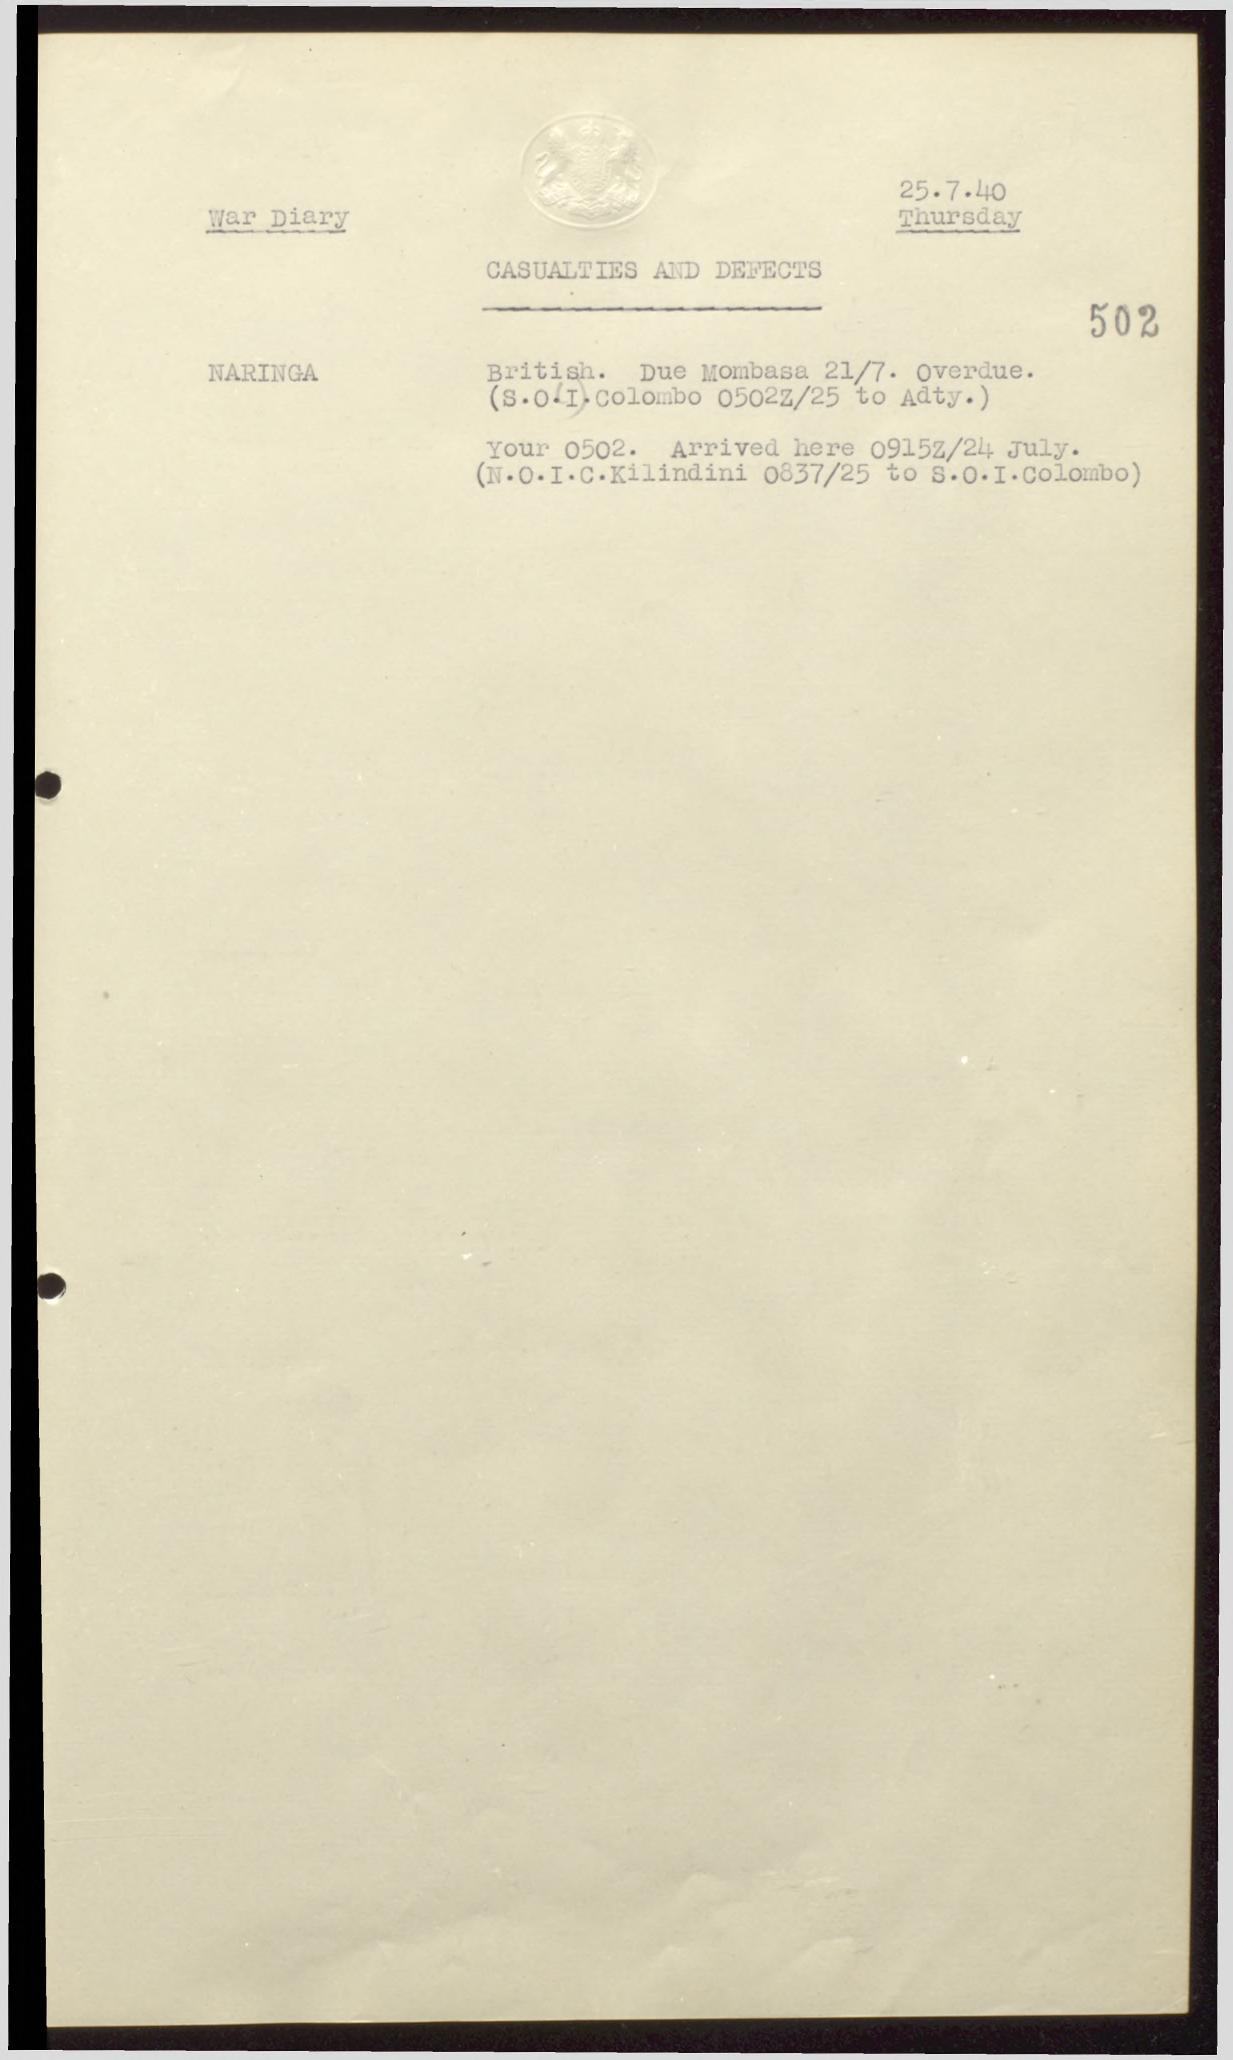 25.7.40
War Diary Thursday
CASUALTIES AND DEFECTS
502
NARINGA British. Due Mombasa 21/7. Overdue.
(S.O.(I).Colombo 0502Z/25 to Adty.)
Your 0502. Arrived here 0915Z/24 July.
(N.O.I.C.Kilindini 0837/25 to S.O.I.Colombo)